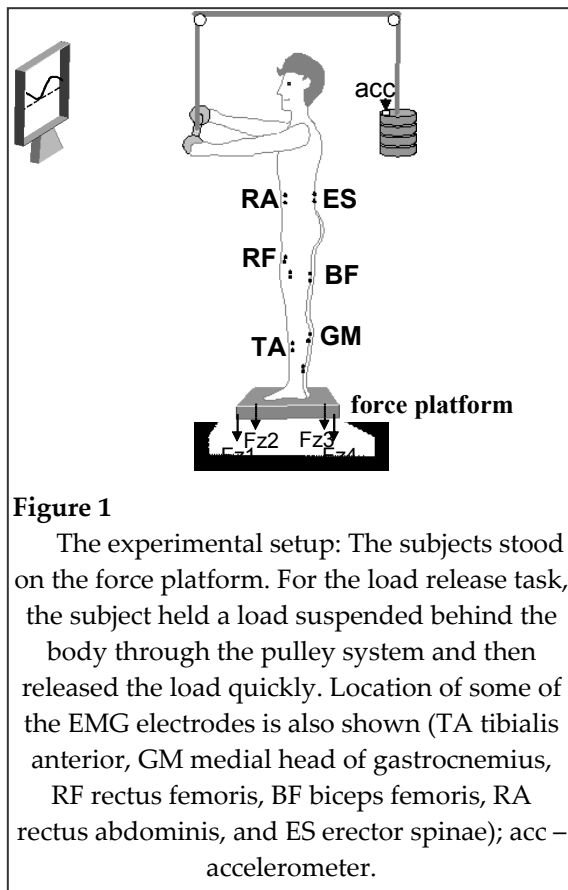 acc
RA ES
RF
BF
TA GM
force platform
Fz2 Fz3
Fz1 Fz4
Figure 1
The experimental setup: The subjects stood
on the force platform. For the load release task,
the subject held a load suspended behind the
body through the pulley system and then
released the load quickly. Location of some of
the EMG electrodes is also shown (TA tibialis
anterior, GM medial head of gastrocnemius,
RF rectus femoris, BF biceps femoris, RA
rectus abdominis, and ES erector spinae); acc –
accelerometer.